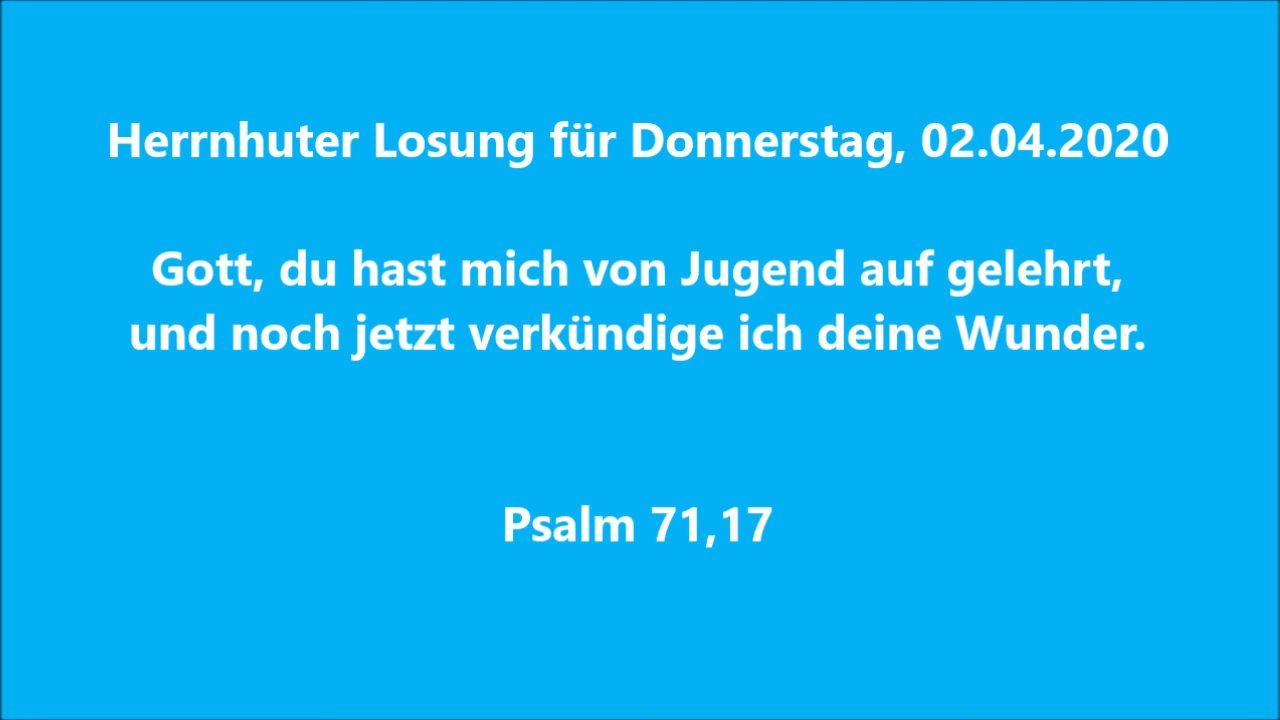 Herrnhuter Losung für Donnerstag, 02.04.2020
Gott, du hast mich von Jugend auf gelehrt,
und noch jetzt verkündige ich deine Wunder.
Psalm 71,17